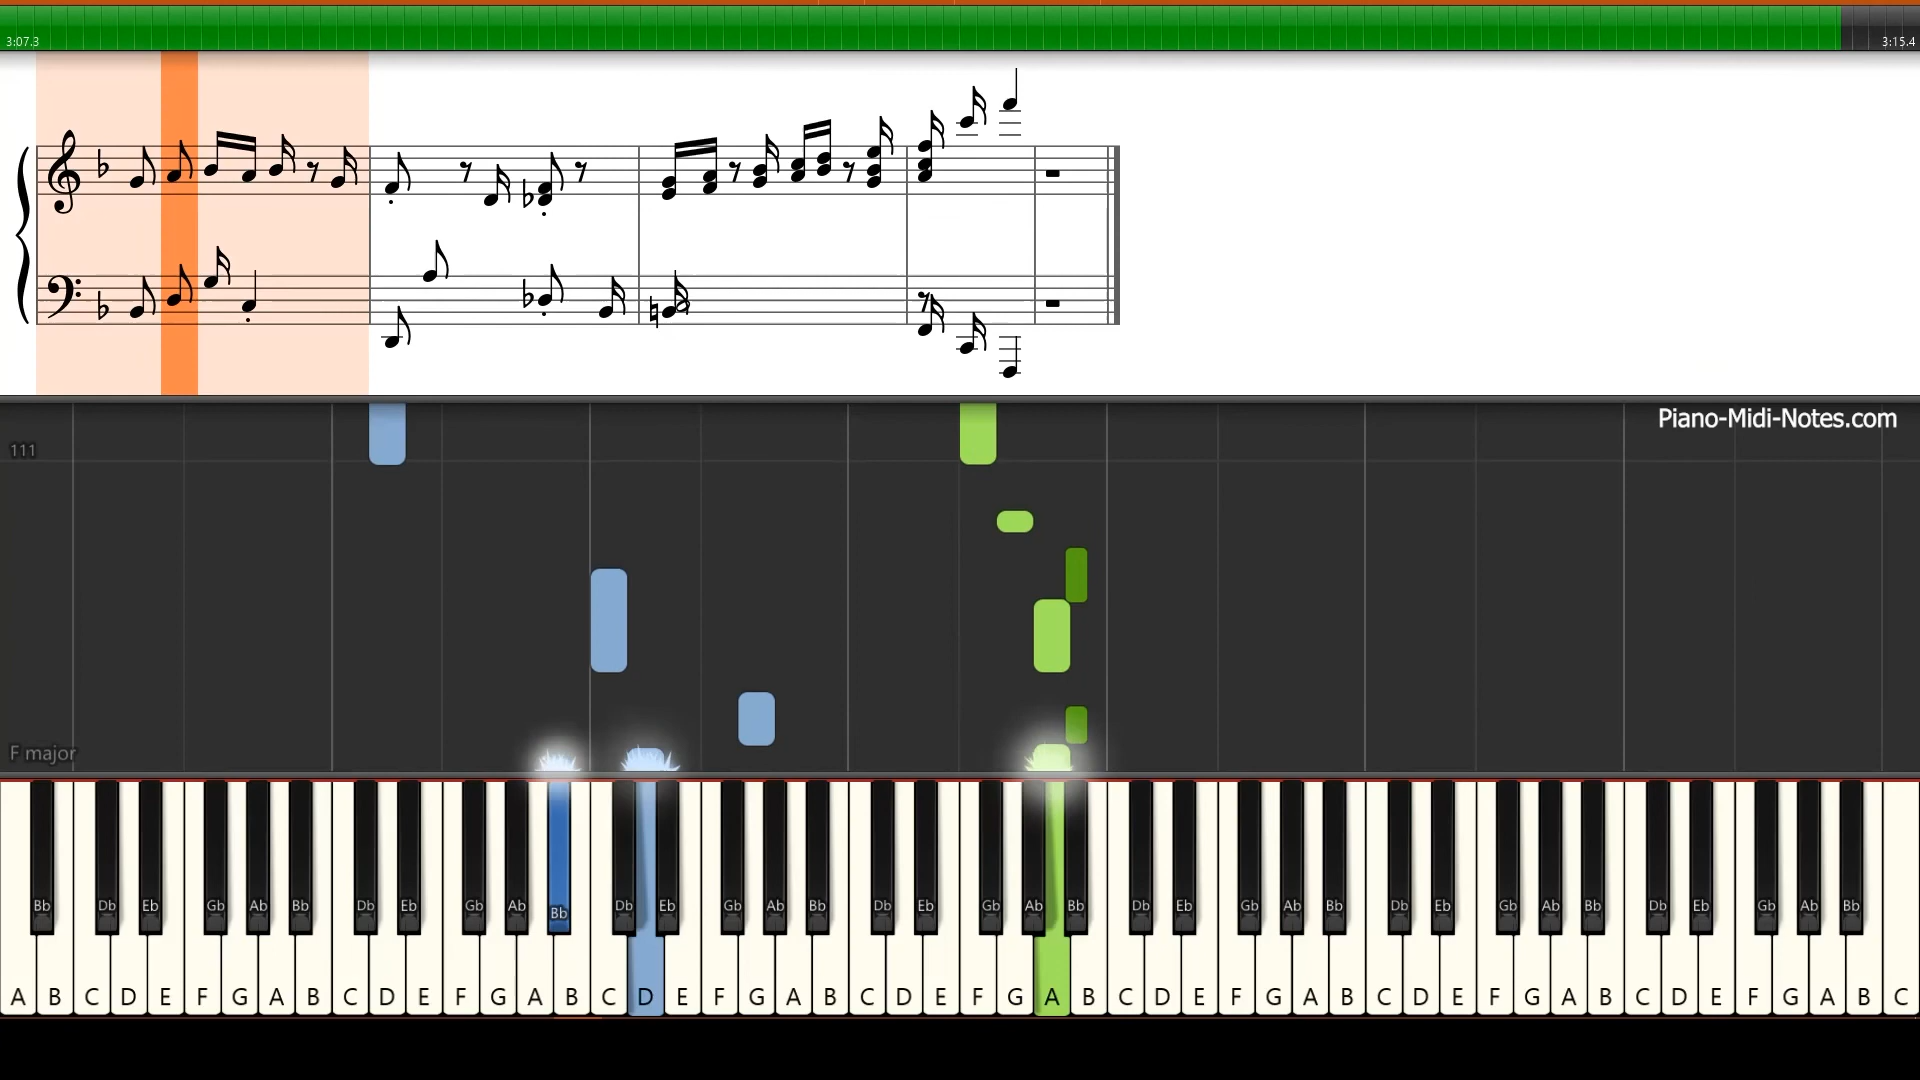 3:07.3
3:15.4
Piano-Midi-Notes.com
111
F major
Bb Db Eb Gb Ab Bb Db Eb Gb Ab Bb Db Eb Gb Ab Bb Db Eb Gb Ab Bb Db Eb Gb Ab Bb Db Eb Gb Ab Bb Db Eb Gb Ab Bb
A B C D E F G A B C D E F G A B C D E F G A B C D E F G A B C D E F G A B C D E F G A B C D E F G A B C